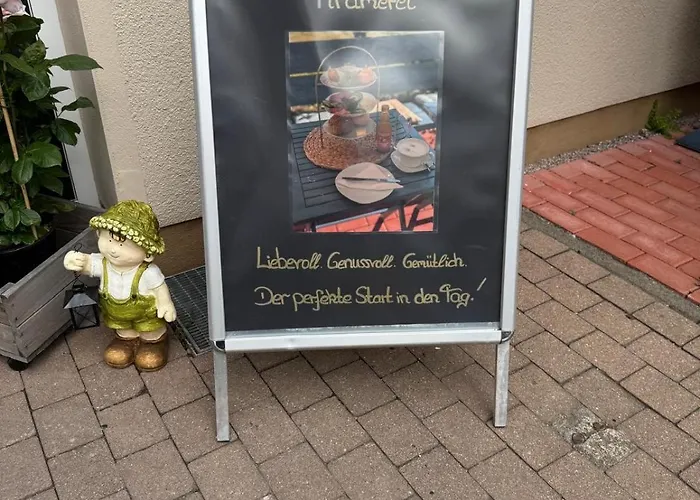 Liebevoll. Genussvoll. Gemütlich.
Der perfekte Start in den Tag!